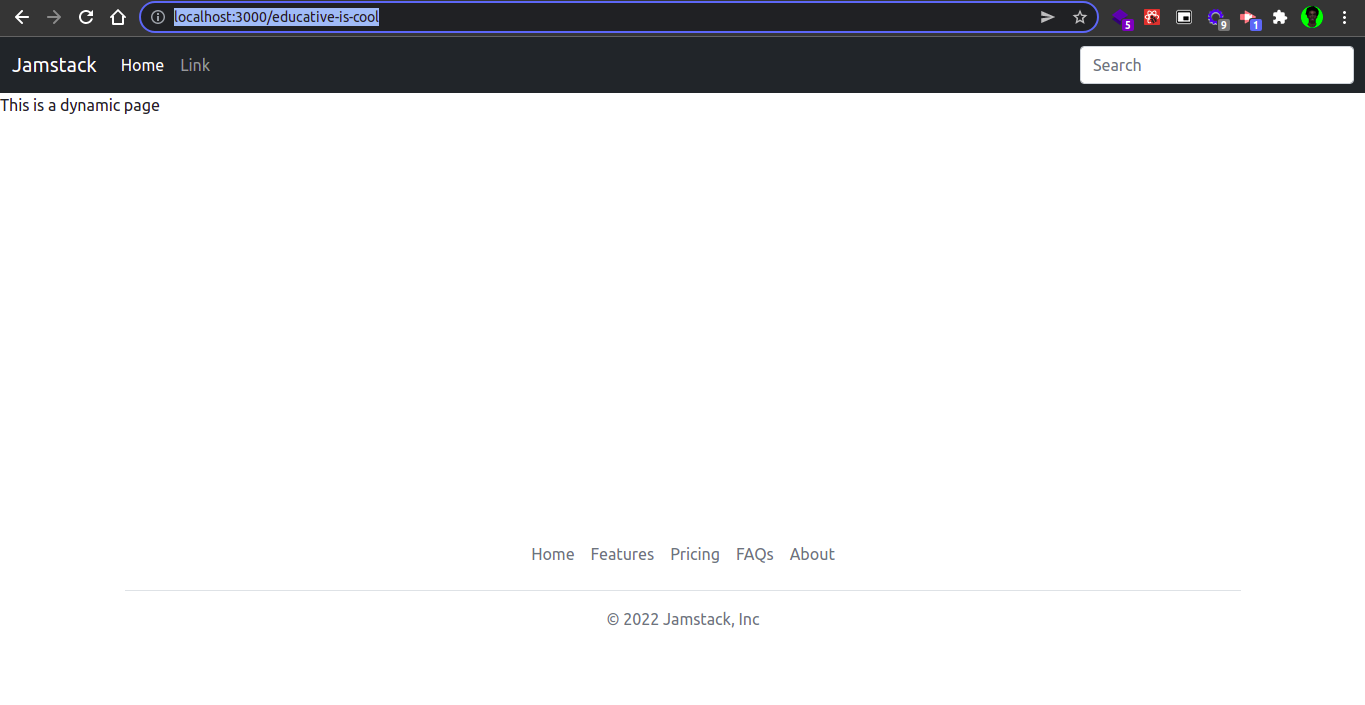 localhost:3000/educative-is-cool
5
9
1
Jamstack Home Link Search
This is a dynamic page
Home Features Pricing FAQs About
© 2022 Jamstack, Inc